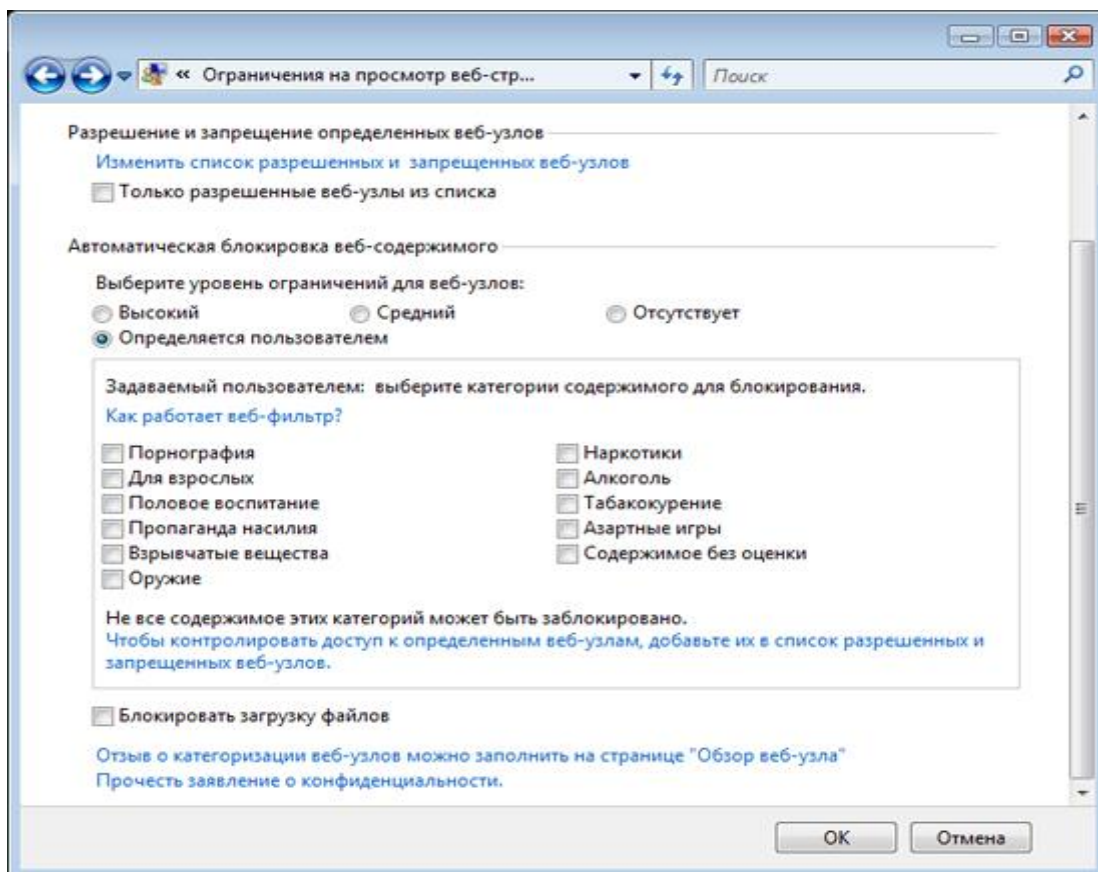 « Ограничения на просмотр веб-стр... Поиск
Разрешение и запрещение определенных веб-узлов
Изменить список разрешенных и запрещенных веб-узлов
Только разрешенные веб-узлы из списка
Автоматическая блокировка веб-содержимого
Выберите уровень ограничений для веб-узлов:
Высокий Средний Отсутствует
Определяется пользователем
Задаваемый пользователем: выберите категории содержимого для блокирования.
Как работает веб-фильтр?
Порнография Наркотики
Для взрослых Алкоголь
Половое воспитание Табакокурение
Пропаганда насилия Азартные игры
Взрывчатые вещества Содержимое без оценки
Оружие
Не все содержимое этих категорий может быть заблокировано.
Чтобы контролировать доступ к определенным веб-узлам, добавьте их в список разрешенных и
запрещенных веб-узлов.
Блокировать загрузку файлов
Отзыв о категоризации веб-узлов можно заполнить на странице "Обзор веб-узла"
Прочесть заявление о конфиденциальности.
ОК Отмена